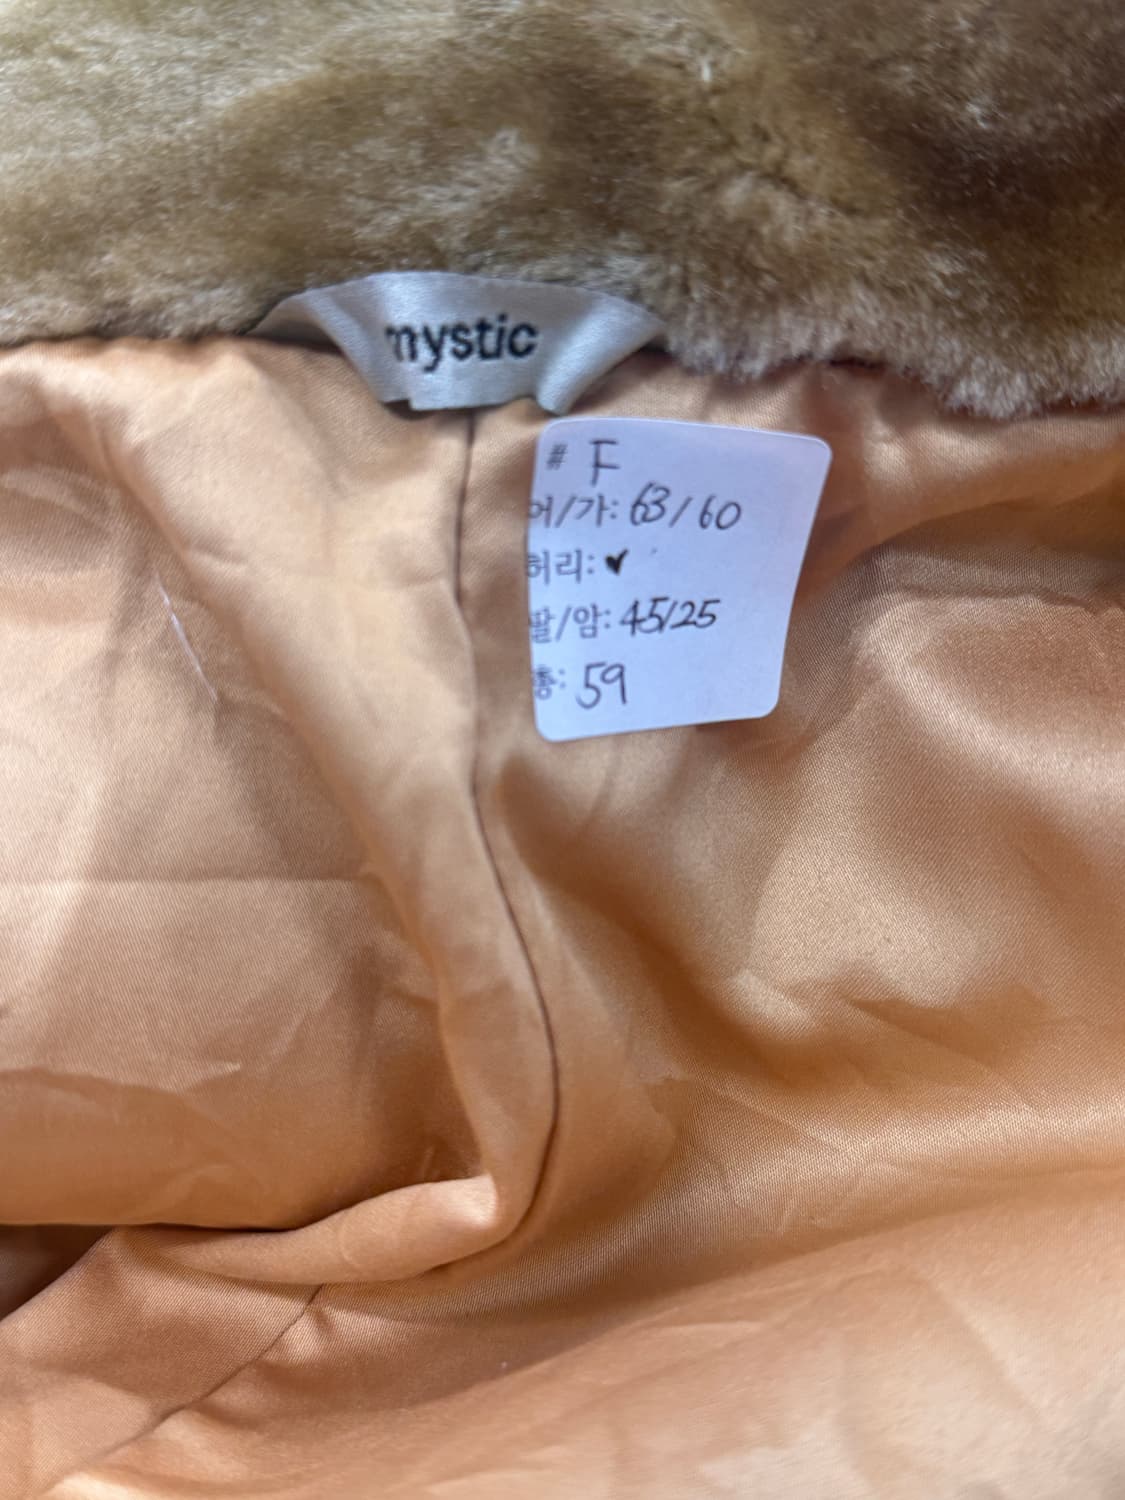 mystic
# F
어/가: 63/60
허리: ✔
팔/암: 45/25
총: 59